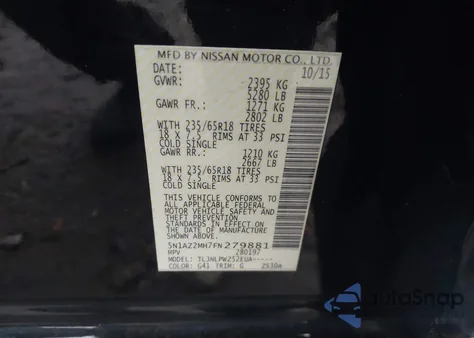 MFD BY NISSAN MOTOR CO., LTD.
DATE: 10/15
GVWR: 2395 KG
5280 LB
GAWR FR.: 1271 KG
2802 LB
WITH 235/65R18 TIRES
18 x 7.5 RIMS AT 33 PSI
COLD SINGLE
GAWR RR.: 1210 KG
2667 LB
WITH 235/65R18 TIRES
18 x 7.5 RIMS AT 33 PSI
COLD SINGLE
THIS VEHICLE CONFORMS TO
ALL APPLICABLE FEDERAL
MOTOR VEHICLE SAFETY AND
THEFT PREVENTION
STANDARDS IN EFFECT ON
THE DATE OF MANUFACTURE
SHOWN ABOVE.
5N1AZ2MH7FN279881
MPV 280197
MODEL: TLJNLPWZ52EUA-----
COLOR: G41 TRIM: G 2530A
autoSnap